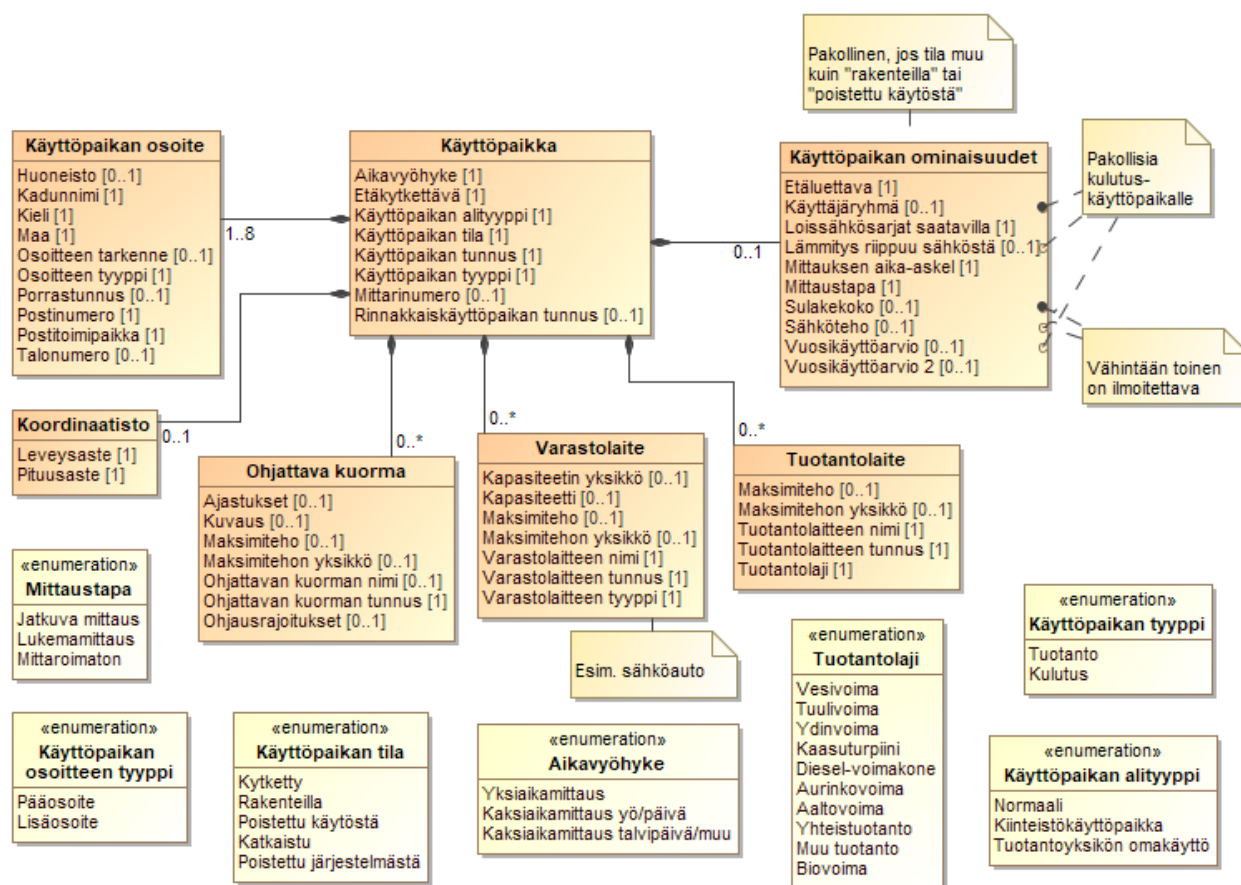 Pakollinen, jos tila muu
kuin "rakenteilla" tai
"poistettu käytöstä"
Käyttöpaikan osoite
Huoneisto [0..1]
Kadunnimi [1]
Kieli [1]
Maa [1]
Osoitteen tarkenne [0..1]
Osoitteen tyyppi [1]
Porrastunnus [0..1]
Postinumero [1]
Postitoimipaikka [1]
Talonumero [0..1]
1..8
Käyttöpaikka
Aikavyöhyke [1]
Etäkytkettävä [1]
Käyttöpaikan alityyppi [1]
Käyttöpaikan tila [1]
Käyttöpaikan tunnus [1]
Käyttöpaikan tyyppi [1]
Mittarinumero [0..1]
Rinnakkaiskäyttöpaikan tunnus [0..1]
0..1
Käyttöpaikan ominaisuudet
Etäluettava [1]
Käyttäjäryhmä [0..1]
Loissähkösarjat saatavilla [1]
Lämmitys riippuu sähköstä [0..1]
Mittauksen aika-askel [1]
Mittaustapa [1]
Sulakekoko [0..1]
Sähköteho [0..1]
Vuosikäyttöarvio [0..1]
Vuosikäyttöarvio 2 [0..1]
Pakollisia
kulutus-
käyttöpaikalle
Vähintään toinen
on ilmoitettava
Koordinaatisto
Leveysaste [1]
Pituusaste [1]
0..1
0..*
Ohjattava kuorma
Ajastukset [0..1]
Kuvaus [0..1]
Maksimiteho [0..1]
Maksimitehon yksikkö [0..1]
Ohjattavan kuorman nimi [0..1]
Ohjattavan kuorman tunnus [1]
Ohjausrajoitukset [0..1]
0..*
Varastolaite
Kapasiteetin yksikkö [0..1]
Kapasiteetti [0..1]
Maksimiteho [0..1]
Maksimitehon yksikkö [0..1]
Varastolaitteen nimi [1]
Varastolaitteen tunnus [1]
Varastolaitteen tyyppi [1]
Esim. sähköauto
0..*
Tuotantolaite
Maksimiteho [0..1]
Maksimitehon yksikkö [0..1]
Tuotantolaitteen nimi [1]
Tuotantolaitteen tunnus [1]
Tuotantolaji [1]
«enumeration»
Mittaustapa
Jatkuva mittaus
Lukemamittaus
Mittaroimaton
«enumeration»
Käyttöpaikan
osoitteen tyyppi
Pääosoite
Lisäosoite
«enumeration»
Käyttöpaikan tila
Kytketty
Rakenteilla
Poistettu käytöstä
Katkaistu
Poistettu järjestelmästä
«enumeration»
Aikavyöhyke
Yksiaikamittaus
Kaksiaikamittaus yö/päivä
Kaksiaikamittaus talvipäivä/muu
«enumeration»
Tuotantolaji
Vesivoima
Tuulivoima
Ydinvoima
Kaasuturpiini
Diesel-voimakone
Aurinkovoima
Aaltovoima
Yhteistuotanto
Muu tuotanto
Biovoima
«enumeration»
Käyttöpaikan tyyppi
Tuotanto
Kulutus
«enumeration»
Käyttöpaikan alityyppi
Normaali
Kiinteistökäyttöpaikka
Tuotantoyksikön omakäyttö